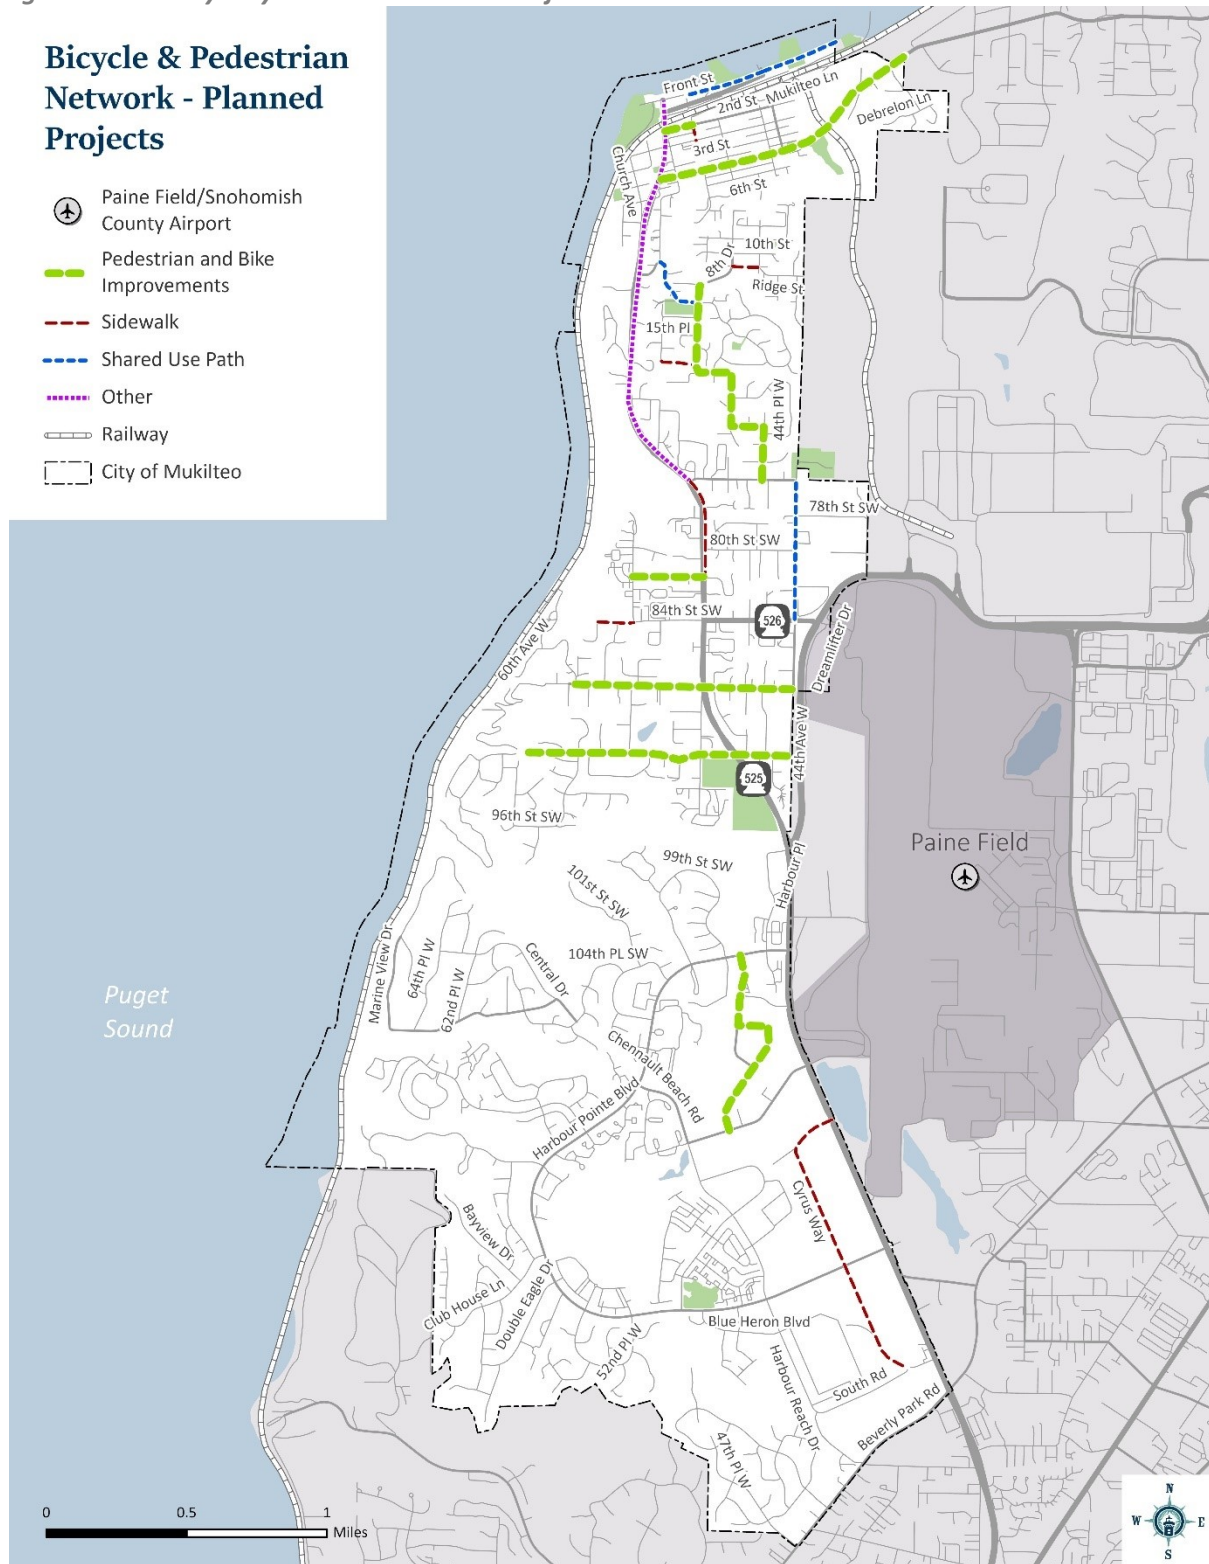 Bicycle & Pedestrian
Network - Planned
Projects
Paine Field/Snohomish
County Airport
Pedestrian and Bike
Improvements
Sidewalk
Shared Use Path
Other
Railway
City of Mukilteo
Front St
2nd St
Mukilteo Ln
Debrelon Ln
3rd St
Church Ave
6th St
10th St
8th Dr
Ridge St
15th Pl
44th Pl W
78th St SW
80th St SW
84th St SW
526
60th Ave W
Dreamlifter Dr
44th Ave W
525
96th St SW
Paine Field
99th St SW
Harbour Pl
101st St SW
104th PL SW
Marine View Dr
64th Pl W
62nd Pl W
Central Dr
Puget
Sound
Chennault Beach Rd
Harbour Pointe Blvd
Cyrus Way
Bayview Dr
Club House Ln
Double Eagle Dr
52nd Pl W
Blue Heron Blvd
Harbour Reach Dr
South Rd
Beverly Park Rd
47th Pl W
0 0.5 1
Miles
N
W E
S